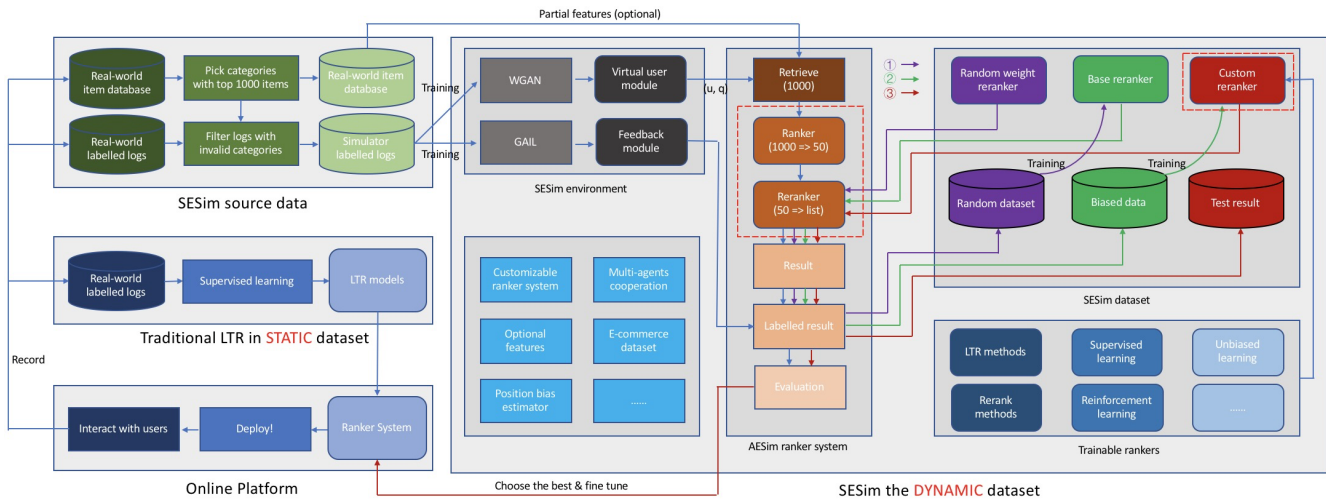 Partial features (optional)
Real-world
item database
Pick categories
with top 1000 items
Real-world item
database
Real-world
labelled logs
Filter logs with
invalid categories
Simulator
labelled logs
SESim source data
Training
Training
WGAN
Virtual user
module
GAIL
Feedback
module
SESim environment
(u, q)
Retrieve
(1000)
Ranker
(1000 => 50)
Reranker
(50 => list)
Result
Labelled result
Evaluation
AESim ranker system
①
②
③
Random weight
reranker
Base reranker
Custom
reranker
Training
Training
Random dataset
Biased data
Test result
SESim dataset
Real-world
labelled logs
Supervised learning
LTR models
Traditional LTR in STATIC dataset
Record
Interact with users
Deploy!
Ranker System
Online Platform
Customizable
ranker system
Multi-agents
cooperation
Optional
features
E-commerce
dataset
Position bias
estimator
......
LTR methods
Supervised
learning
Unbiased
learning
Rerank
methods
Reinforcement
learning
......
Trainable rankers
Choose the best & fine tune
SESim the DYNAMIC dataset